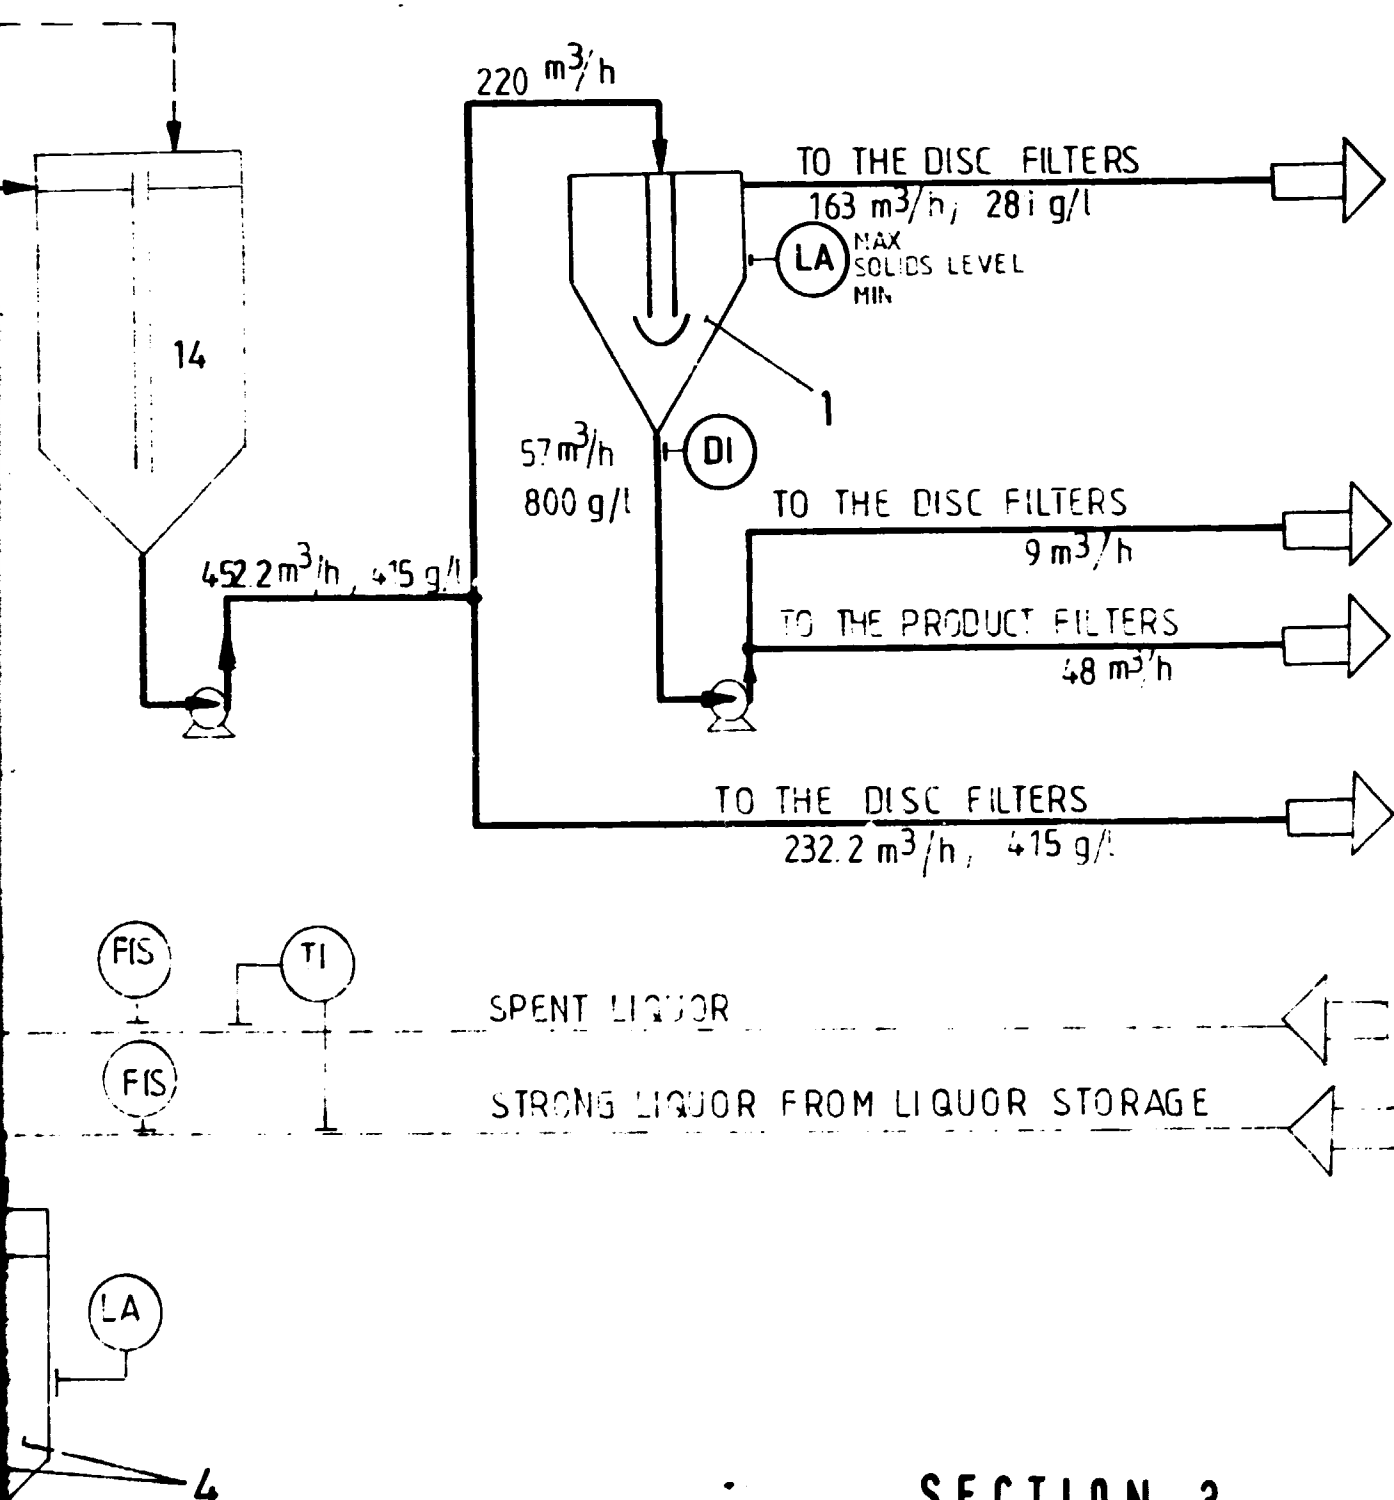 220 m³/h
TO THE DISC FILTERS
163 m³/h, 281 g/l
LA
MAX
SOLIDS LEVEL
MIN
14
1
57 m³/h
800 g/l
DI
TO THE DISC FILTERS
9 m³/h
452.2 m³/h, 415 g/l
TO THE PRODUCT FILTERS
48 m³/h
TO THE DISC FILTERS
232.2 m³/h, 415 g/l
FIS
TI
SPENT LIQUOR
FIS
STRONG LIQUOR FROM LIQUOR STORAGE
LA
4
SECTION 3